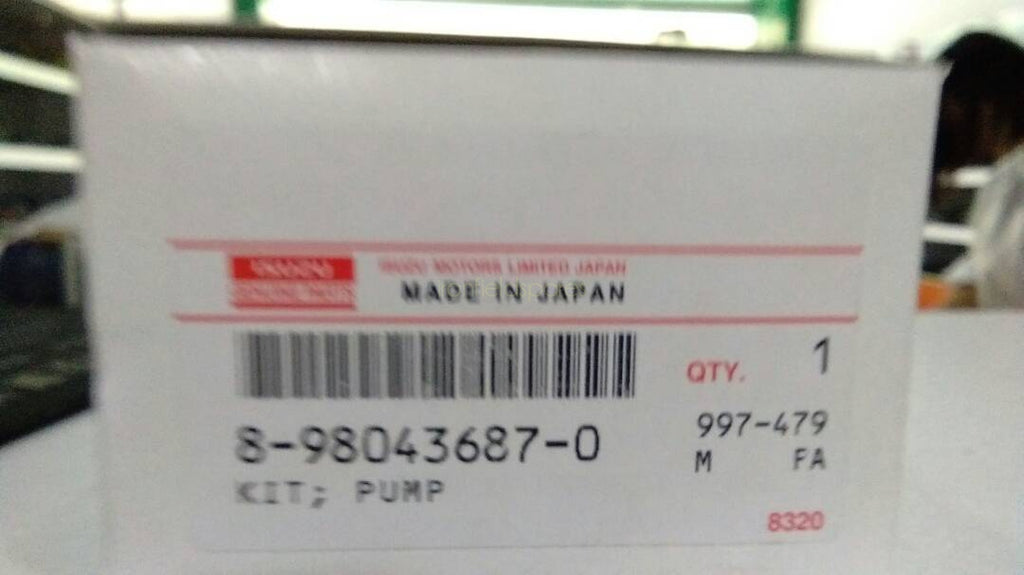 ISUZU MOTORS LIMITED JAPAN
MADE IN JAPAN
QTY. 1
8-98043687-0
997-479
M FA
KIT; PUMP
8320